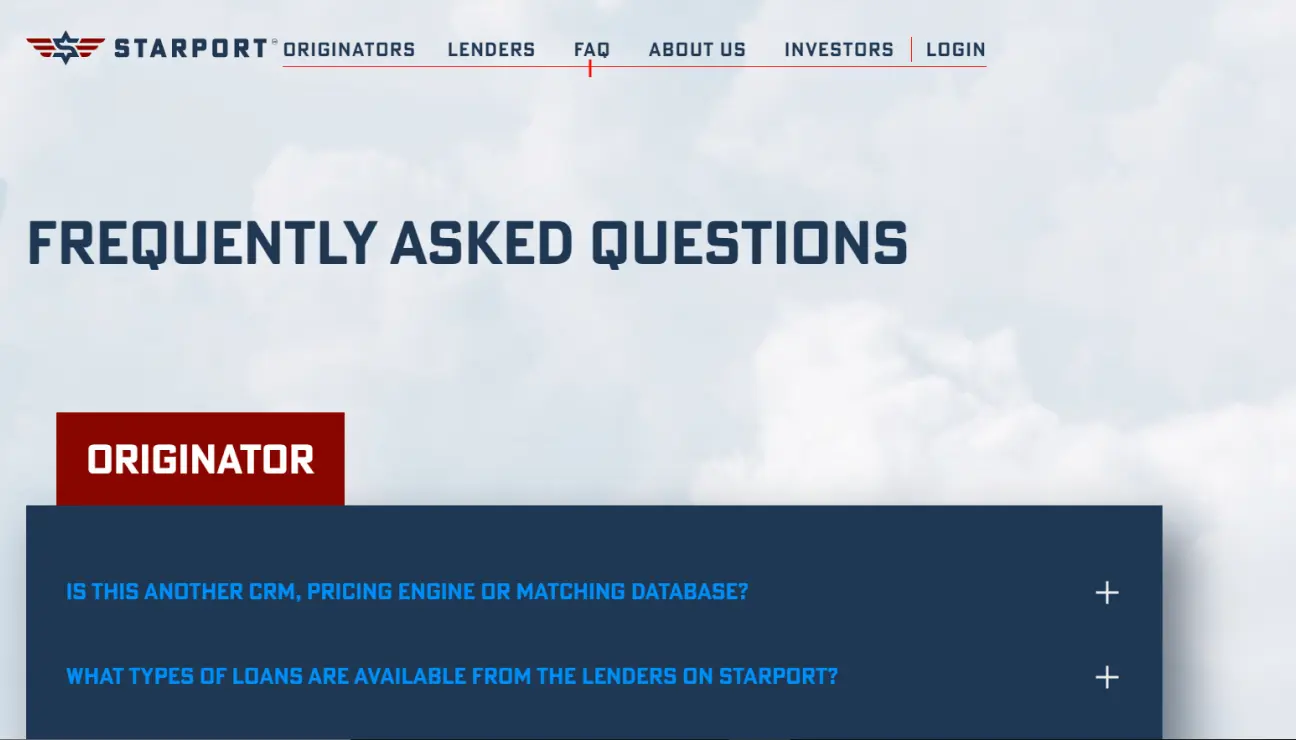 STARPORT ORIGINATORS LENDERS FAQ ABOUT US INVESTORS LOGIN
FREQUENTLY ASKED QUESTIONS
ORIGINATOR
IS THIS ANOTHER CRM, PRICING ENGINE OR MATCHING DATABASE?
WHAT TYPES OF LOANS ARE AVAILABLE FROM THE LENDERS ON STARPORT?